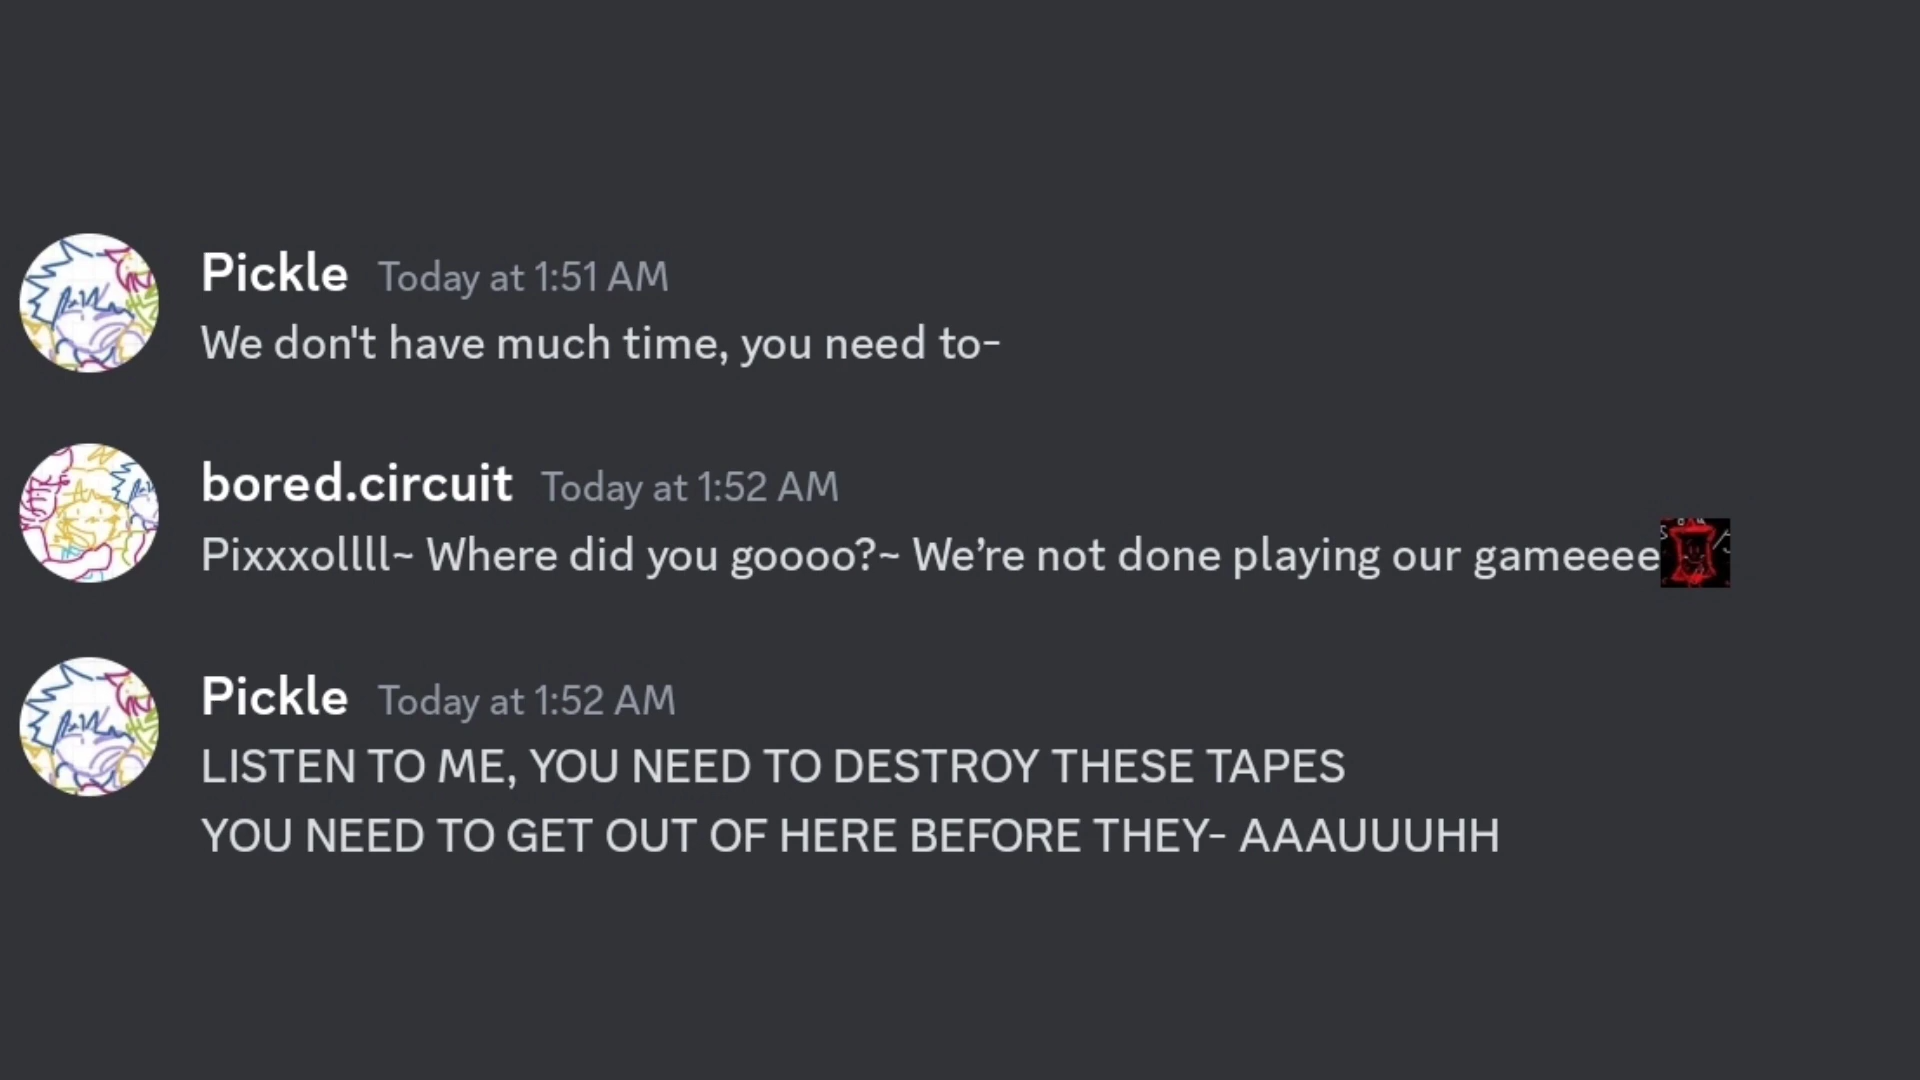 Pickle Today at 1:51 AM
We don't have much time, you need to-
bored.circuit Today at 1:52 AM
Pixxxollll~ Where did you goooo?~ We’re not done playing our gameeee
Pickle Today at 1:52 AM
LISTEN TO ME, YOU NEED TO DESTROY THESE TAPES
YOU NEED TO GET OUT OF HERE BEFORE THEY- AAAUUUHH